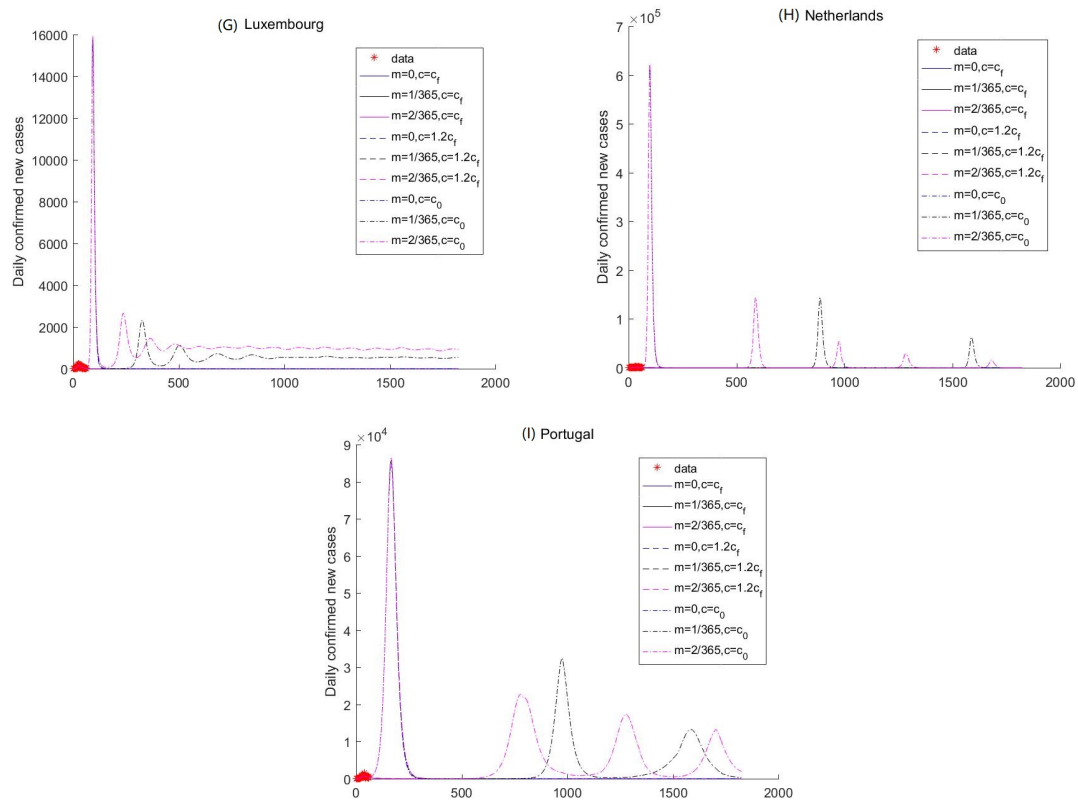 (G) Luxembourg
16000
14000
12000
10000
8000
6000
4000
2000
0
Daily confirmed new cases
0 500 1000 1500 2000
data
m=0,c=c_f
m=1/365,c=c_f
m=2/365,c=c_f
m=0,c=1.2c_f
m=1/365,c=1.2c_f
m=2/365,c=1.2c_f
m=0,c=c_0
m=1/365,c=c_0
m=2/365,c=c_0
(H) Netherlands
×10^5
7
6
5
4
3
2
1
0
Daily confirmed new cases
0 500 1000 1500 2000
data
m=0,c=c_f
m=1/365,c=c_f
m=2/365,c=c_f
m=0,c=1.2c_f
m=1/365,c=1.2c_f
m=2/365,c=1.2c_f
m=0,c=c_0
m=1/365,c=c_0
m=2/365,c=c_0
(I) Portugal
×10^4
9
8
7
6
5
4
3
2
1
0
Daily confirmed new cases
0 500 1000 1500 2000
data
m=0,c=c_f
m=1/365,c=c_f
m=2/365,c=c_f
m=0,c=1.2c_f
m=1/365,c=1.2c_f
m=2/365,c=1.2c_f
m=0,c=c_0
m=1/365,c=c_0
m=2/365,c=c_0